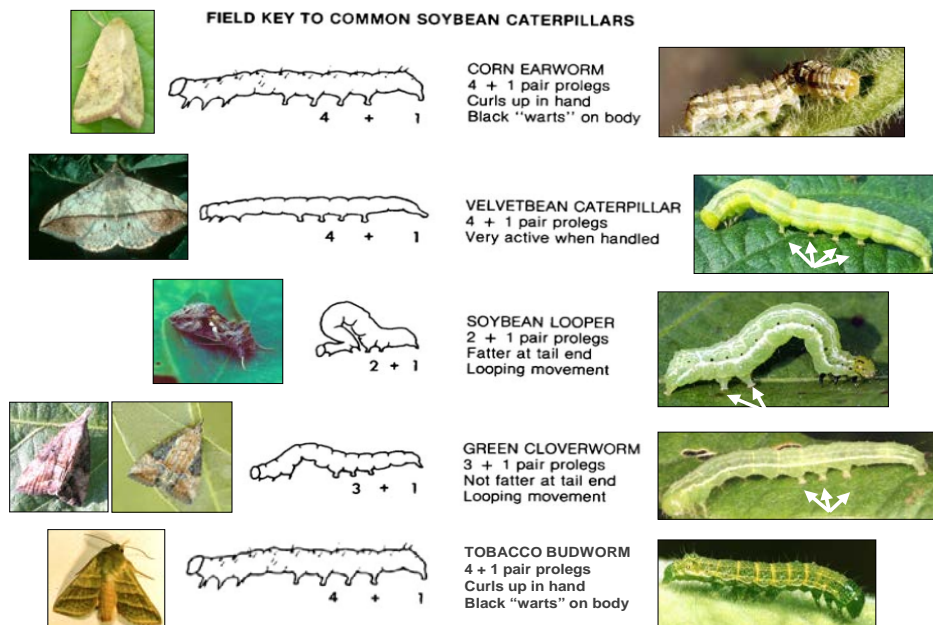 FIELD KEY TO COMMON SOYBEAN CATERPILLARS
CORN EARWORM
4 + 1 pair prolegs
Curls up in hand
Black "warts" on body
4 + 1
VELVETBEAN CATERPILLAR
4 + 1 pair prolegs
Very active when handled
4 + 1
SOYBEAN LOOPER
2 + 1 pair prolegs
Fatter at tail end
Looping movement
2 + 1
GREEN CLOVERWORM
3 + 1 pair prolegs
Not fatter at tail end
Looping movement
3 + 1
TOBACCO BUDWORM
4 + 1 pair prolegs
Curls up in hand
Black “warts” on body
4 + 1